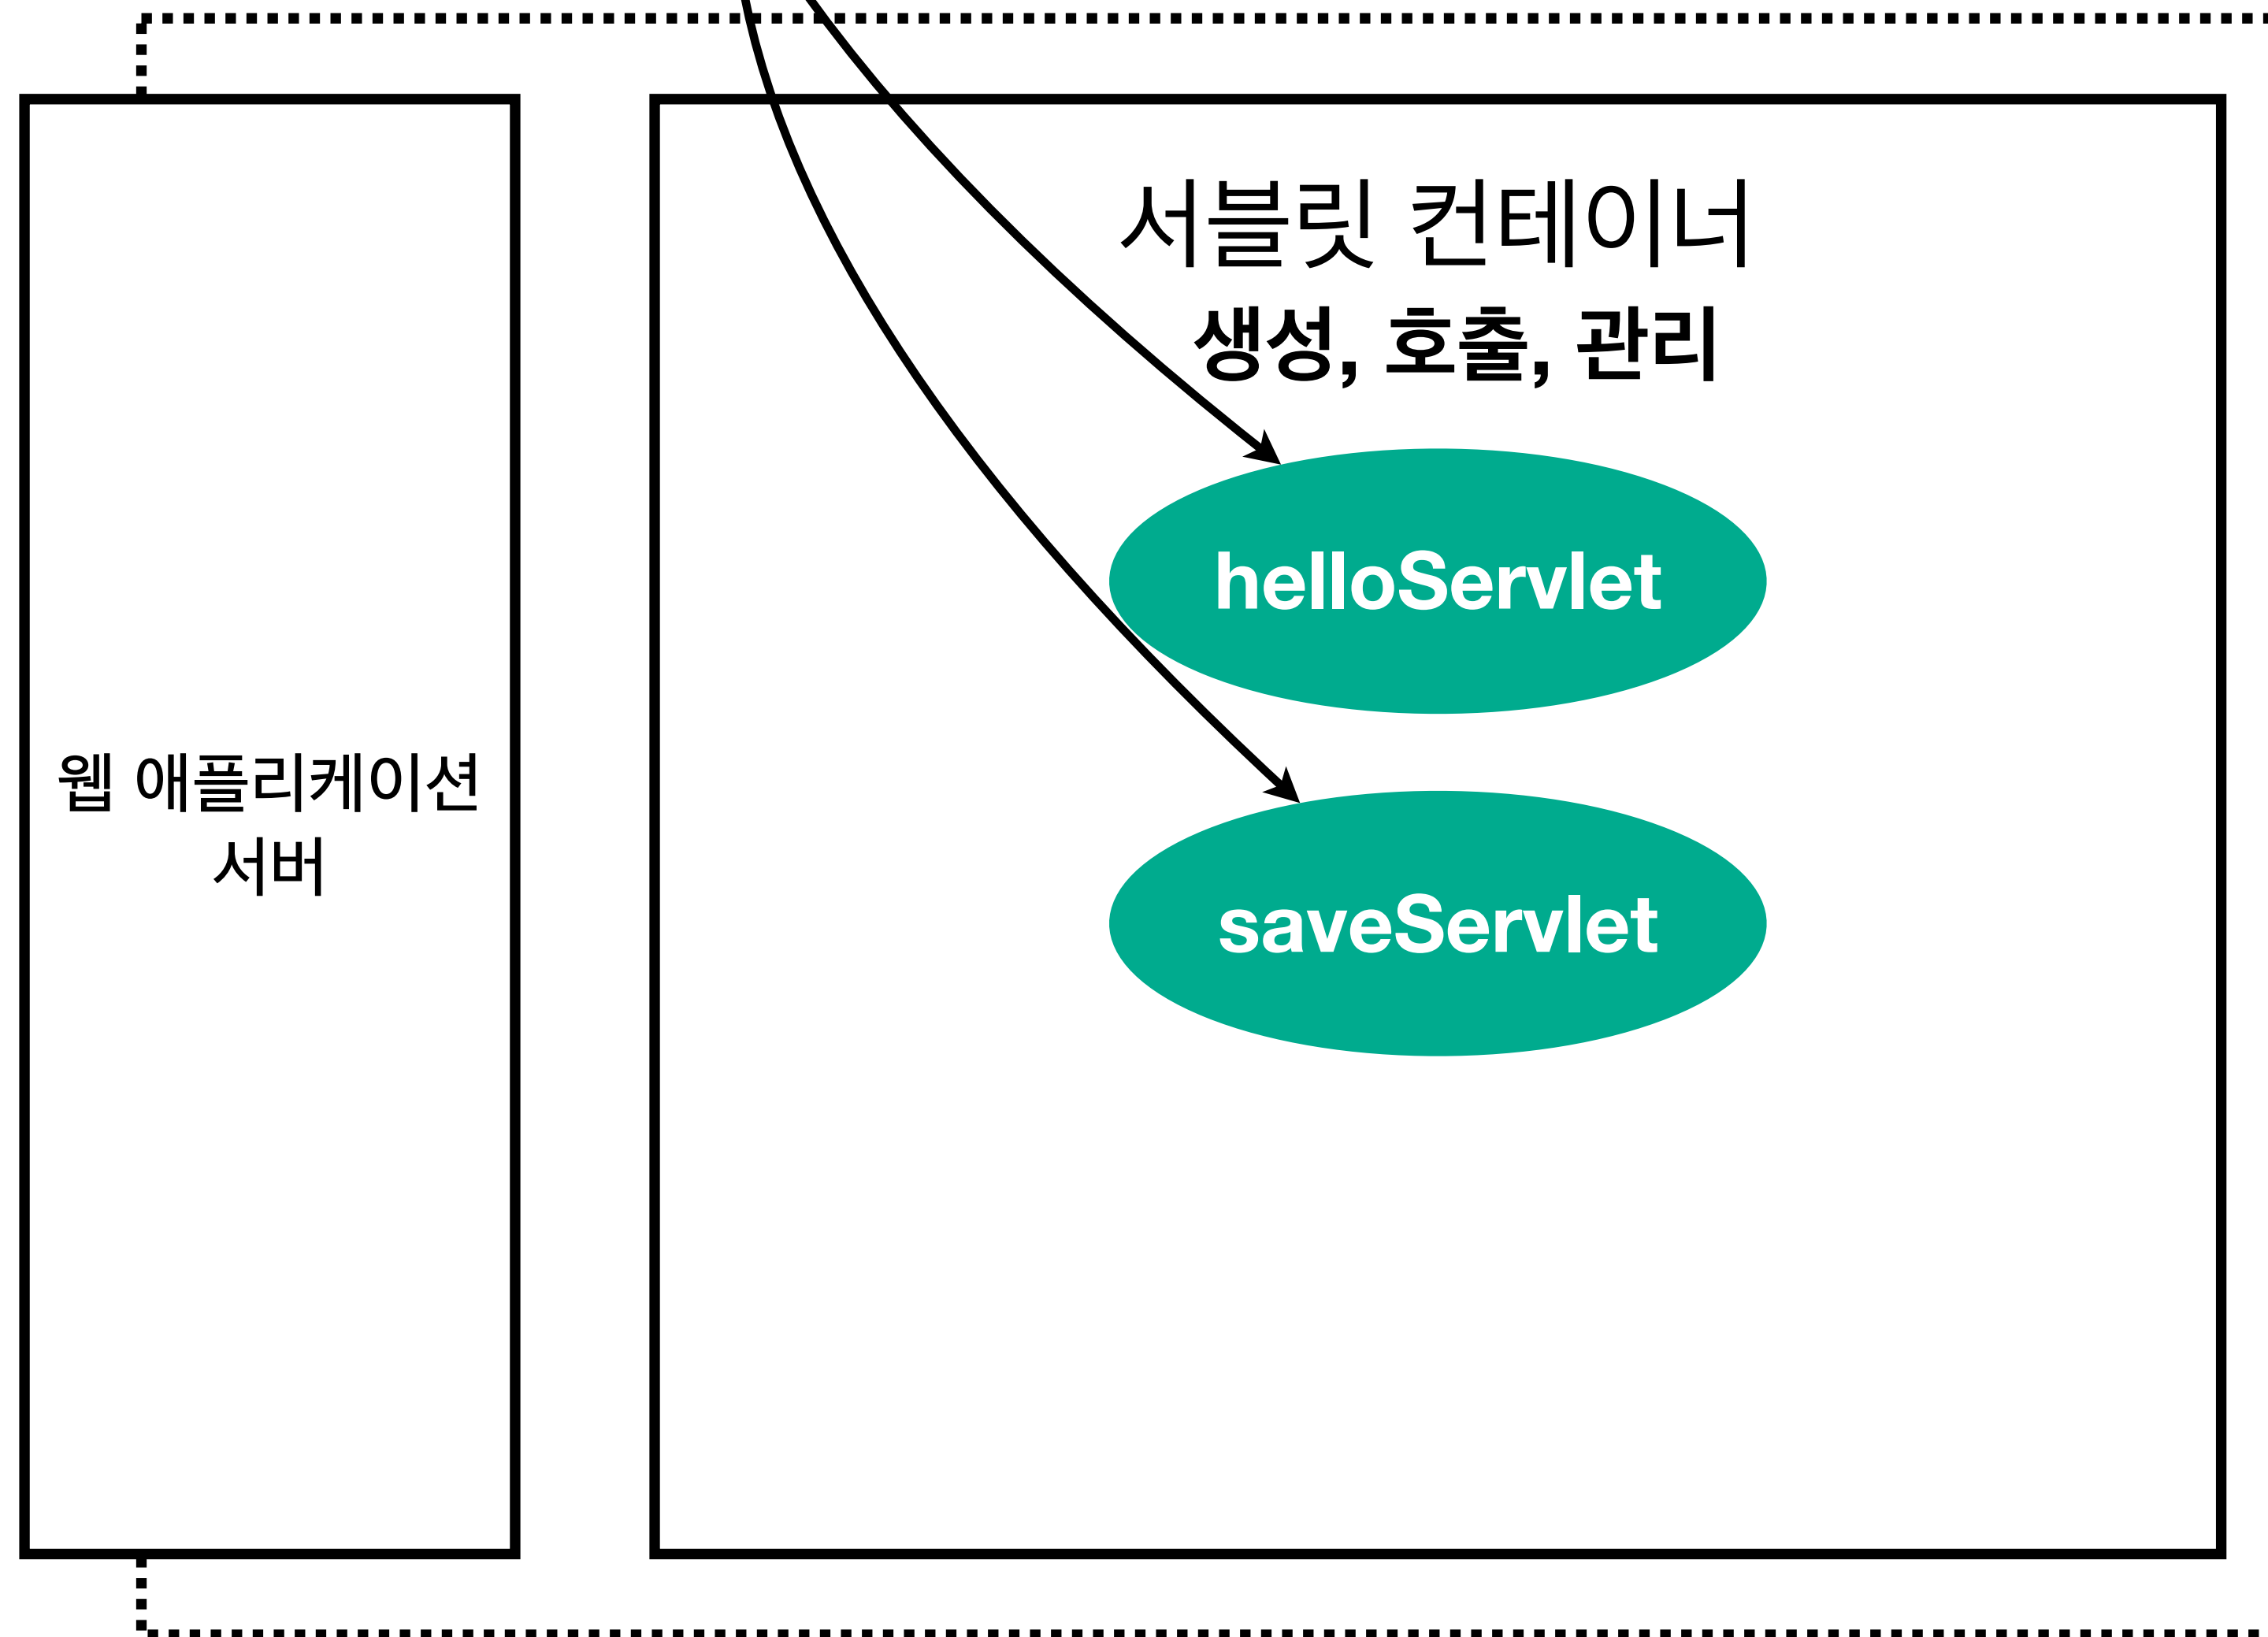 서블릿 컨테이너
생성, 호출, 관리
helloServlet
웹 애플리케이션
서버
saveServlet